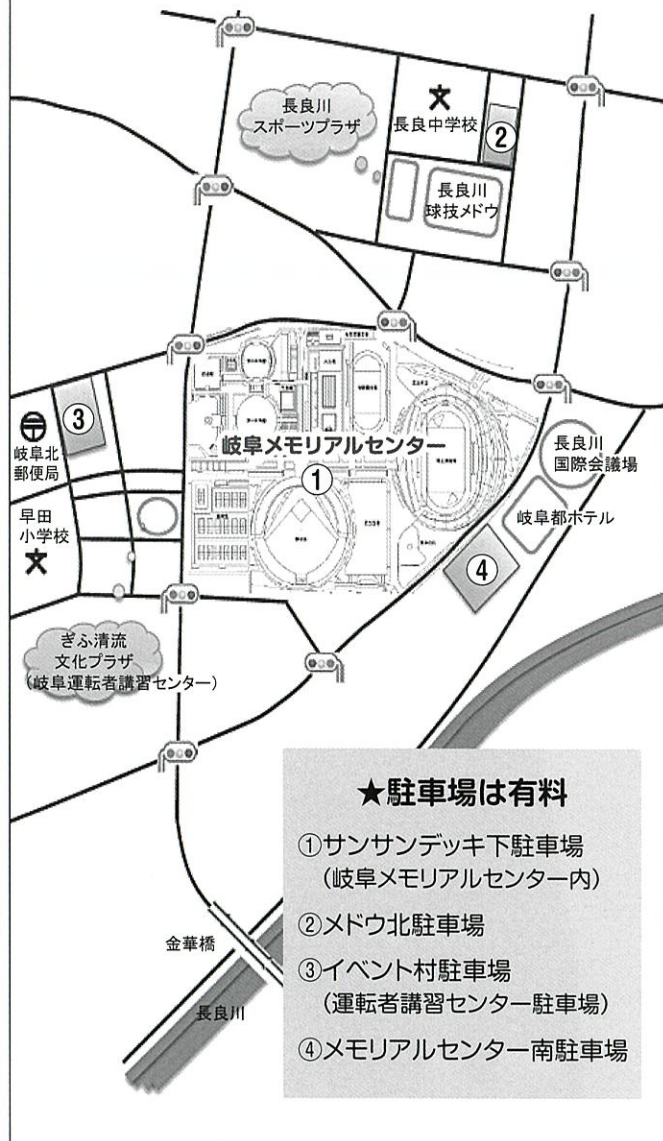 長良川
スポーツプラザ
長良中学校
②
長良川
球技メドウ
③
岐阜北
郵便局
早田
小学校
岐阜メモリアルセンター
①
長良川
国際会議場
岐阜都ホテル
④
ぎふ清流
文化プラザ
(岐阜運転者講習センター)
金華橋
長良川
★駐車場は有料
①サンサンデッキ下駐車場
(岐阜メモリアルセンター内)
②メドウ北駐車場
③イベント村駐車場
(運転者講習センター駐車場)
④メモリアルセンター南駐車場